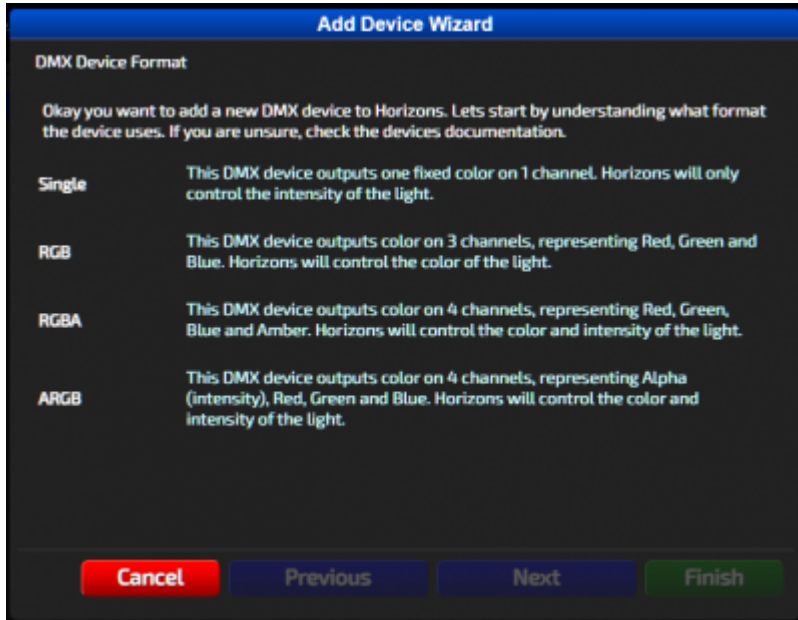 Add Device Wizard
DMX Device Format
Okay you want to add a new DMX device to Horizons. Lets start by understanding what format
the device uses. If you are unsure, check the devices documentation.
Single
This DMX device outputs one fixed color on 1 channel. Horizons will only
control the intensity of the light.
RGB
This DMX device outputs color on 3 channels, representing Red, Green and
Blue. Horizons will control the color of the light.
RGBA
This DMX device outputs color on 4 channels, representing Red, Green,
Blue and Amber. Horizons will control the color and intensity of the light.
ARGB
This DMX device outputs color on 4 channels, representing Alpha
(intensity), Red, Green and Blue. Horizons will control the color and
intensity of the light.
Cancel
Previous
Next
Finish